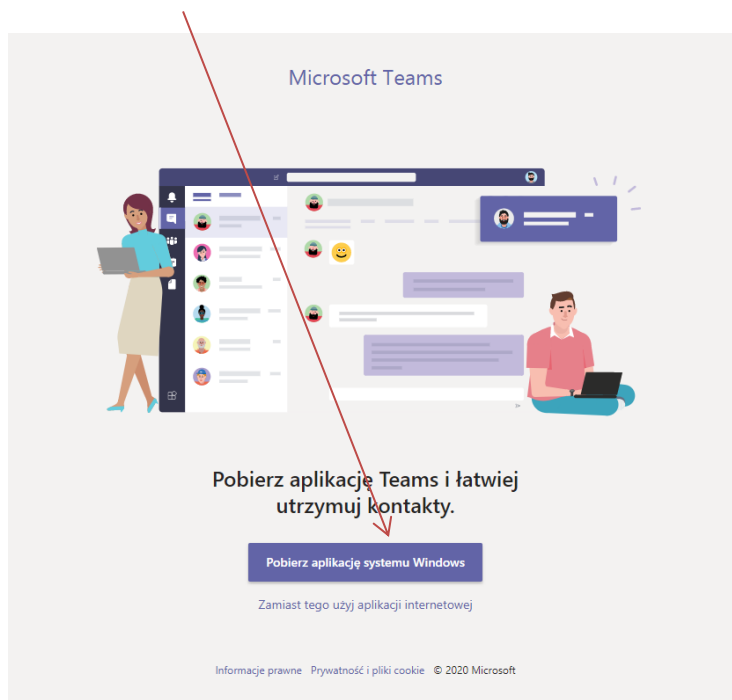 Microsoft Teams
Pobierz aplikację Teams i łatwiej
utrzymuj kontakty.
Pobierz aplikację systemu Windows
Zamiast tego użyj aplikacji internetowej
Informacje prawne Prywatność i pliki cookie © 2020 Microsoft